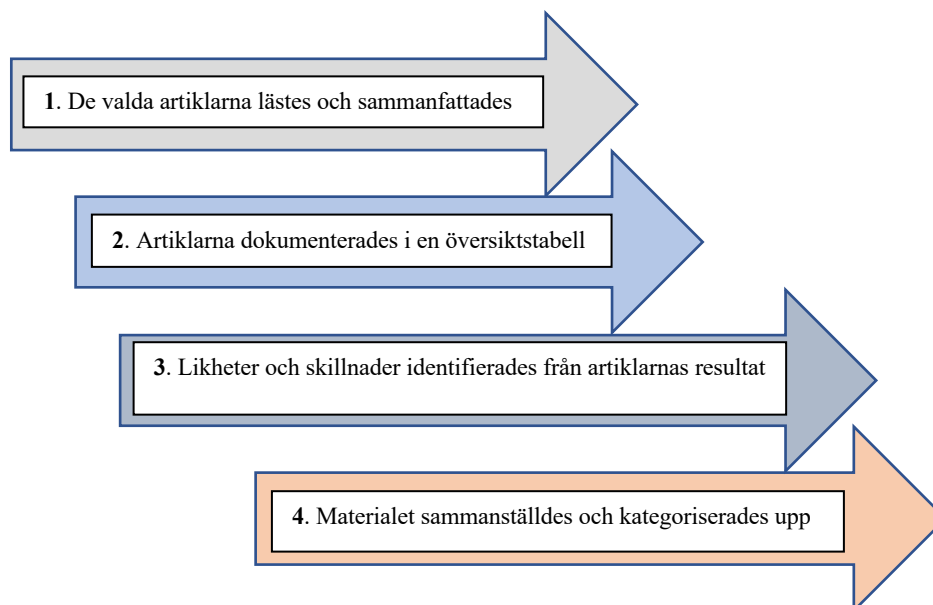 1. De valda artiklarna lästes och sammanfattades
2. Artiklarna dokumenterades i en översiktstabell
3. Likheter och skillnader identifierades från artiklarnas resultat
4. Materialet sammanställdes och kategoriserades upp